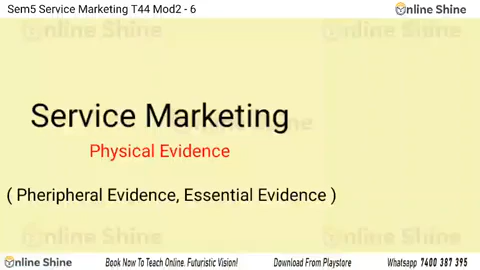 Sem5 Service Marketing T44 Mod2 - 6
Online Shine
Service Marketing
Physical Evidence
( Pheripheral Evidence, Essential Evidence )
Online Shine
Book Now To Teach Online. Futuristic Vision!
Download From Playstore
Whatsapp 7400 387 395